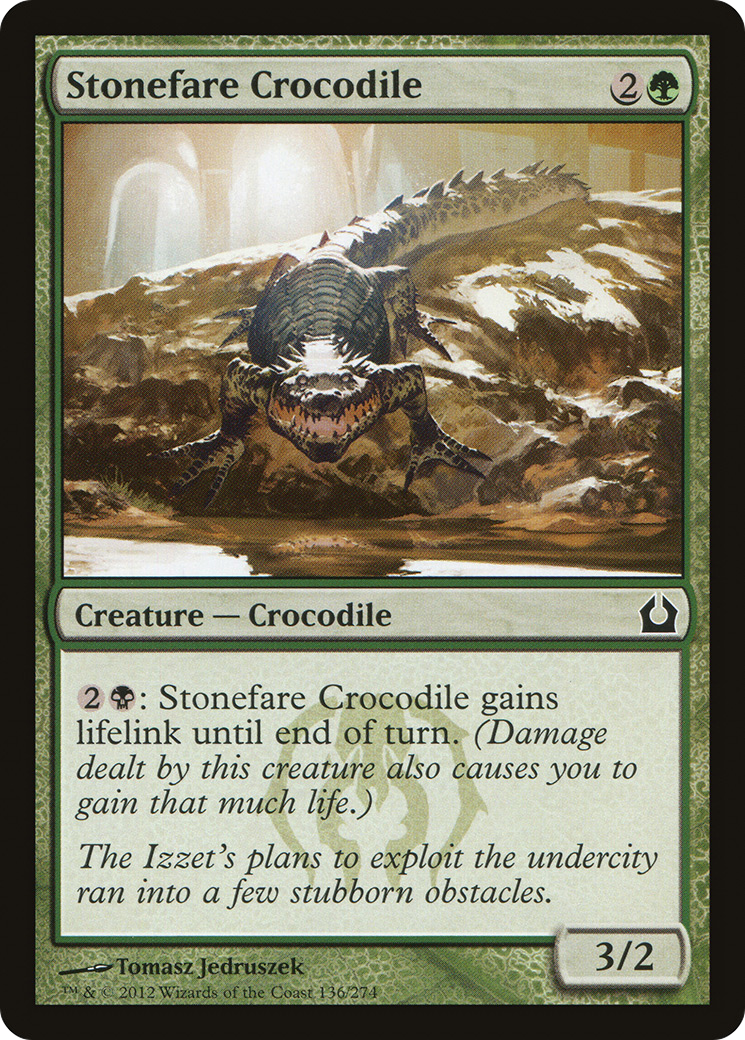 Stonefare Crocodile 2
Creature — Crocodile
2: Stonefare Crocodile gains
lifelink until end of turn. (Damage
dealt by this creature also causes you to
gain that much life.)
The Izzet's plans to exploit the undercity
ran into a few stubborn obstacles.
3/2
Tomasz Jedruszek
™ & © 2012 Wizards of the Coast 136/274